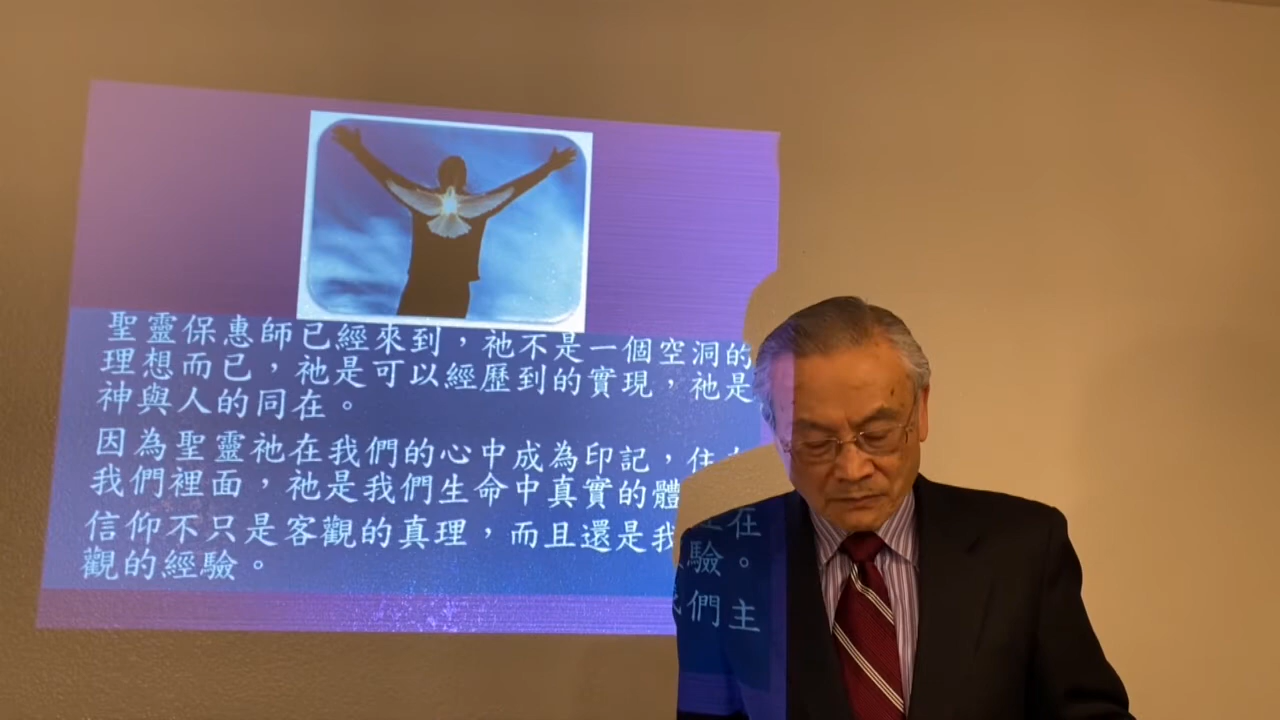 聖靈保惠師已經來到，祂不是一個空洞的
理想而已，祂是可以經歷到的實現，祂是
神與人的同在。
因為聖靈祂在我們的心中成為印記，住在
我們裡面，祂是我們生命中真實的體驗。
信仰不只是客觀的真理，而且還是我們主
觀的經驗。